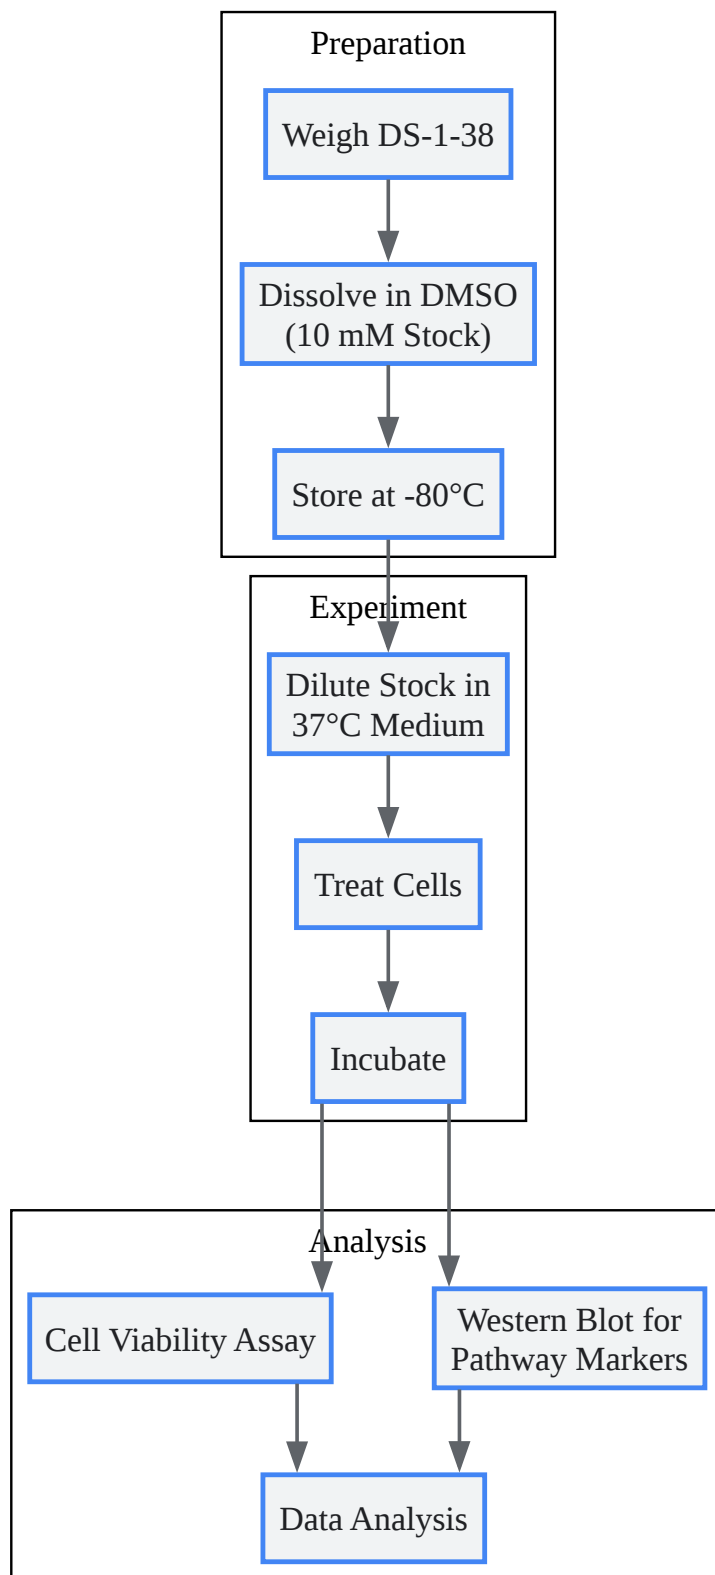 Preparation
Weigh DS-1-38
Dissolve in DMSO
(10 mM Stock)
Store at -80°C
Experiment
Dilute Stock in
37°C Medium
Treat Cells
Incubate
Analysis
Cell Viability Assay
Western Blot for
Pathway Markers
Data Analysis